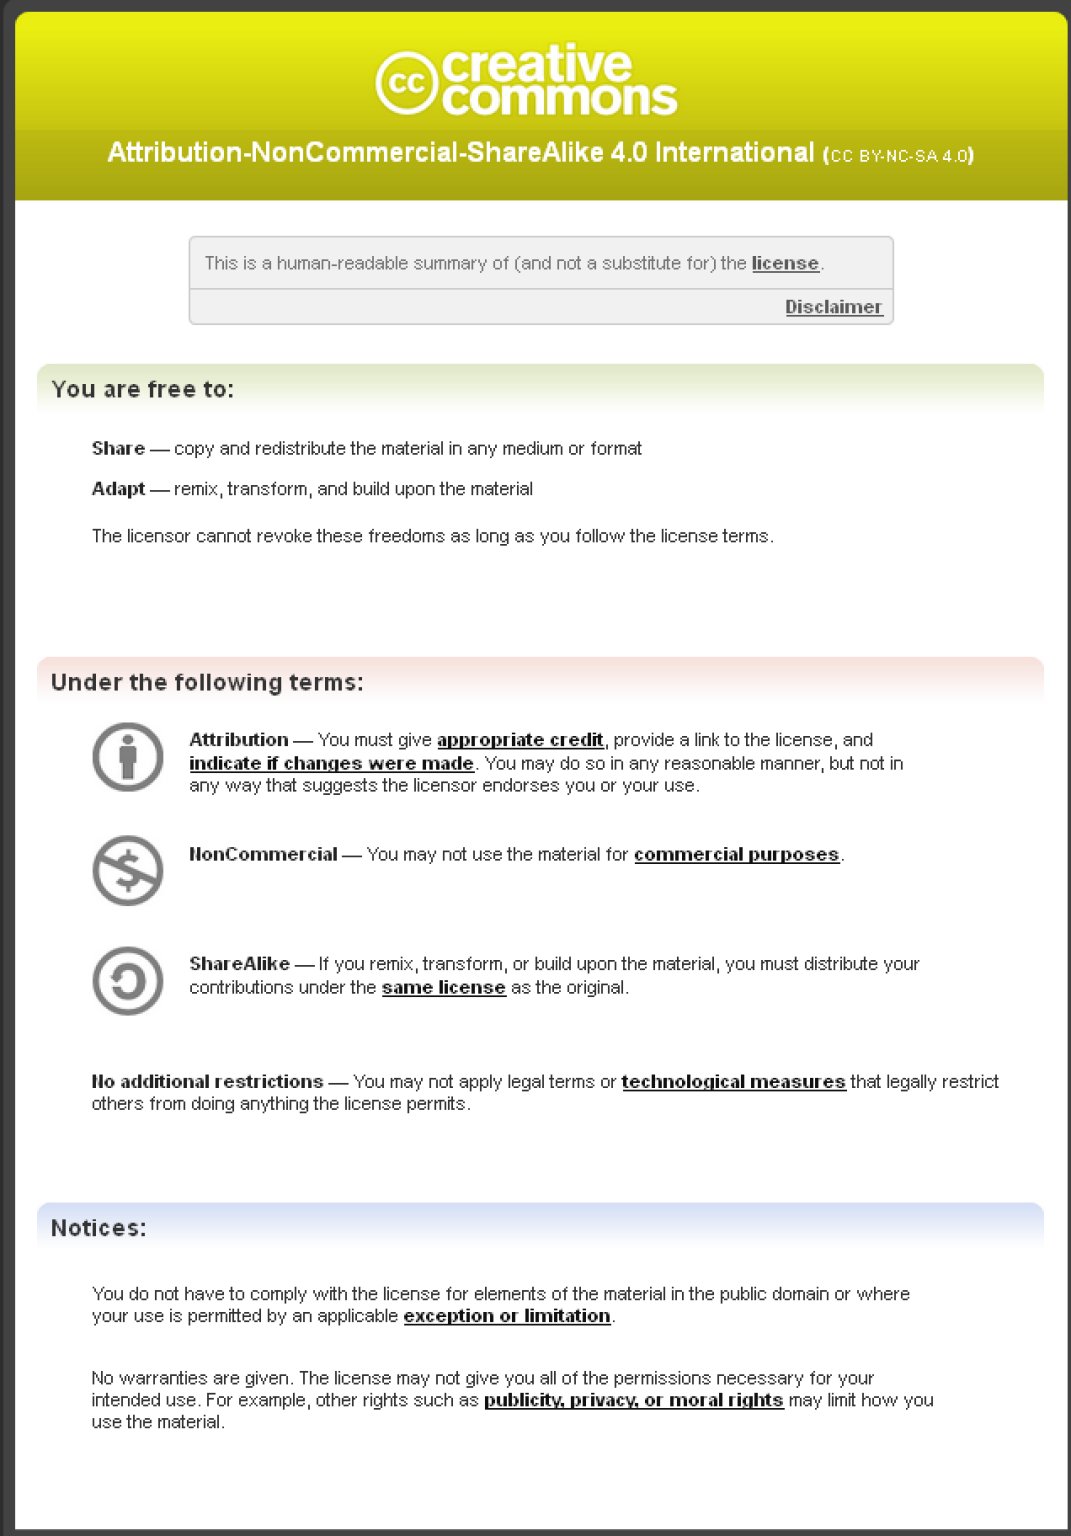 cc creative
commons
Attribution-NonCommercial-ShareAlike 4.0 International (CC BY-NC-SA 4.0)
This is a human-readable summary of (and not a substitute for) the license.
Disclaimer
You are free to:
Share — copy and redistribute the material in any medium or format
Adapt — remix, transform, and build upon the material
The licensor cannot revoke these freedoms as long as you follow the license terms.
Under the following terms:
Attribution — You must give appropriate credit, provide a link to the license, and
indicate if changes were made. You may do so in any reasonable manner, but not in
any way that suggests the licensor endorses you or your use.
$
NonCommercial — You may not use the material for commercial purposes.
ShareAlike — If you remix, transform, or build upon the material, you must distribute your
contributions under the same license as the original.
No additional restrictions — You may not apply legal terms or technological measures that legally restrict
others from doing anything the license permits.
Notices:
You do not have to comply with the license for elements of the material in the public domain or where
your use is permitted by an applicable exception or limitation.
No warranties are given. The license may not give you all of the permissions necessary for your
intended use. For example, other rights such as publicity, privacy, or moral rights may limit how you
use the material.